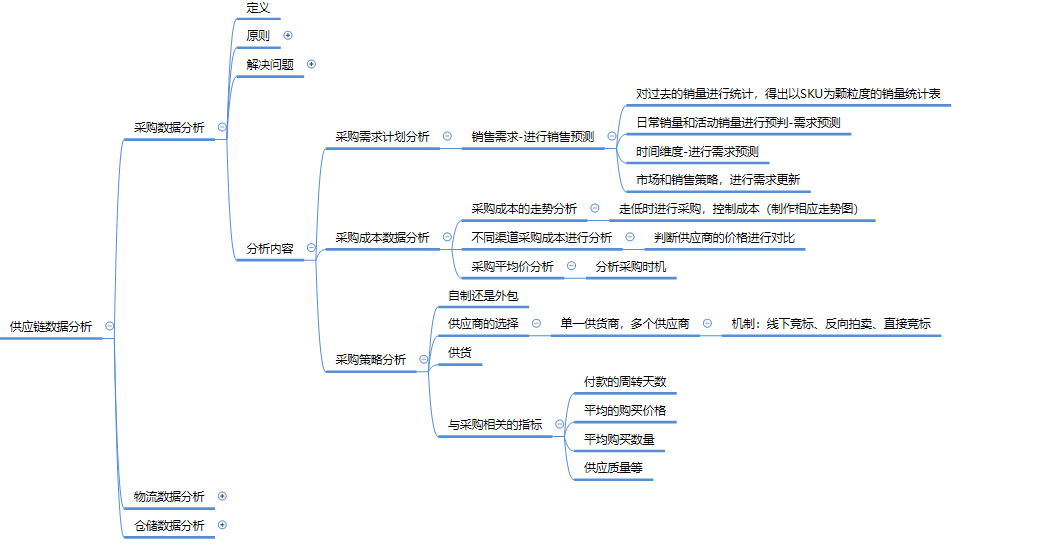 供应链数据分析
采购数据分析
定义
原则
解决问题
分析内容
采购需求计划分析
销售需求-进行销售预测
对过去的销量进行统计，得出以SKU为颗粒度的销量统计表
日常销量和活动销量进行预判-需求预测
时间维度-进行需求预测
市场和销售策略，进行需求更新
采购成本数据分析
采购成本的走势分析
走低时进行采购，控制成本（制作相应走势图）
不同渠道采购成本进行分析
判断供应商的价格进行对比
采购平均价分析
分析采购时机
采购策略分析
自制还是外包
供应商的选择
单一供货商，多个供应商
机制：线下竞标、反向拍卖、直接竞标
供货
与采购相关的指标
付款的周转天数
平均的购买价格
平均购买数量
供应质量等
物流数据分析
仓储数据分析